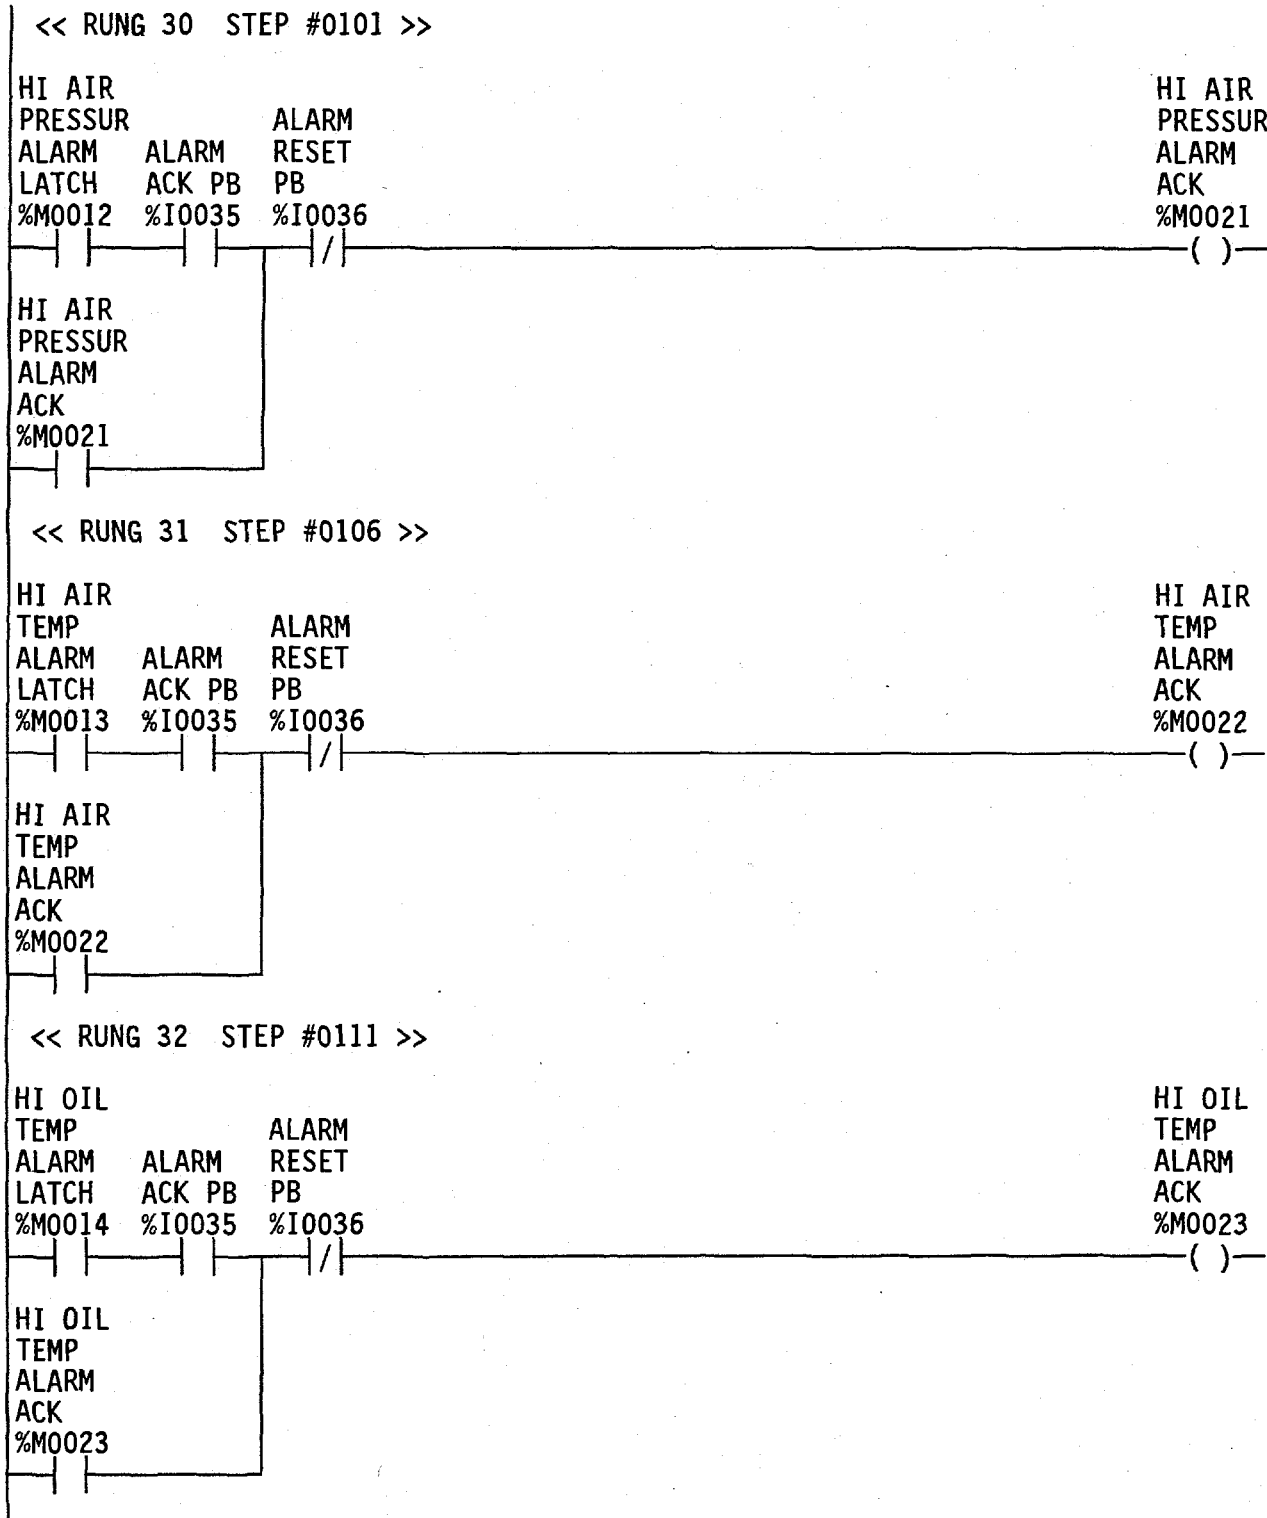 << RUNG 30 STEP #0101 >>
HI AIR HI AIR
PRESSUR ALARM PRESSUR
ALARM ALARM RESET ALARM
LATCH ACK PB PB ACK
%M0012 %I0035 %I0036 %M0021
HI AIR
PRESSUR
ALARM
ACK
%M0021
<< RUNG 31 STEP #0106 >>
HI AIR HI AIR
TEMP ALARM TEMP
ALARM ALARM RESET ALARM
LATCH ACK PB PB ACK
%M0013 %I0035 %I0036 %M0022
HI AIR
TEMP
ALARM
ACK
%M0022
<< RUNG 32 STEP #0111 >>
HI OIL HI OIL
TEMP ALARM TEMP
ALARM ALARM RESET ALARM
LATCH ACK PB PB ACK
%M0014 %I0035 %I0036 %M0023
HI OIL
TEMP
ALARM
ACK
%M0023